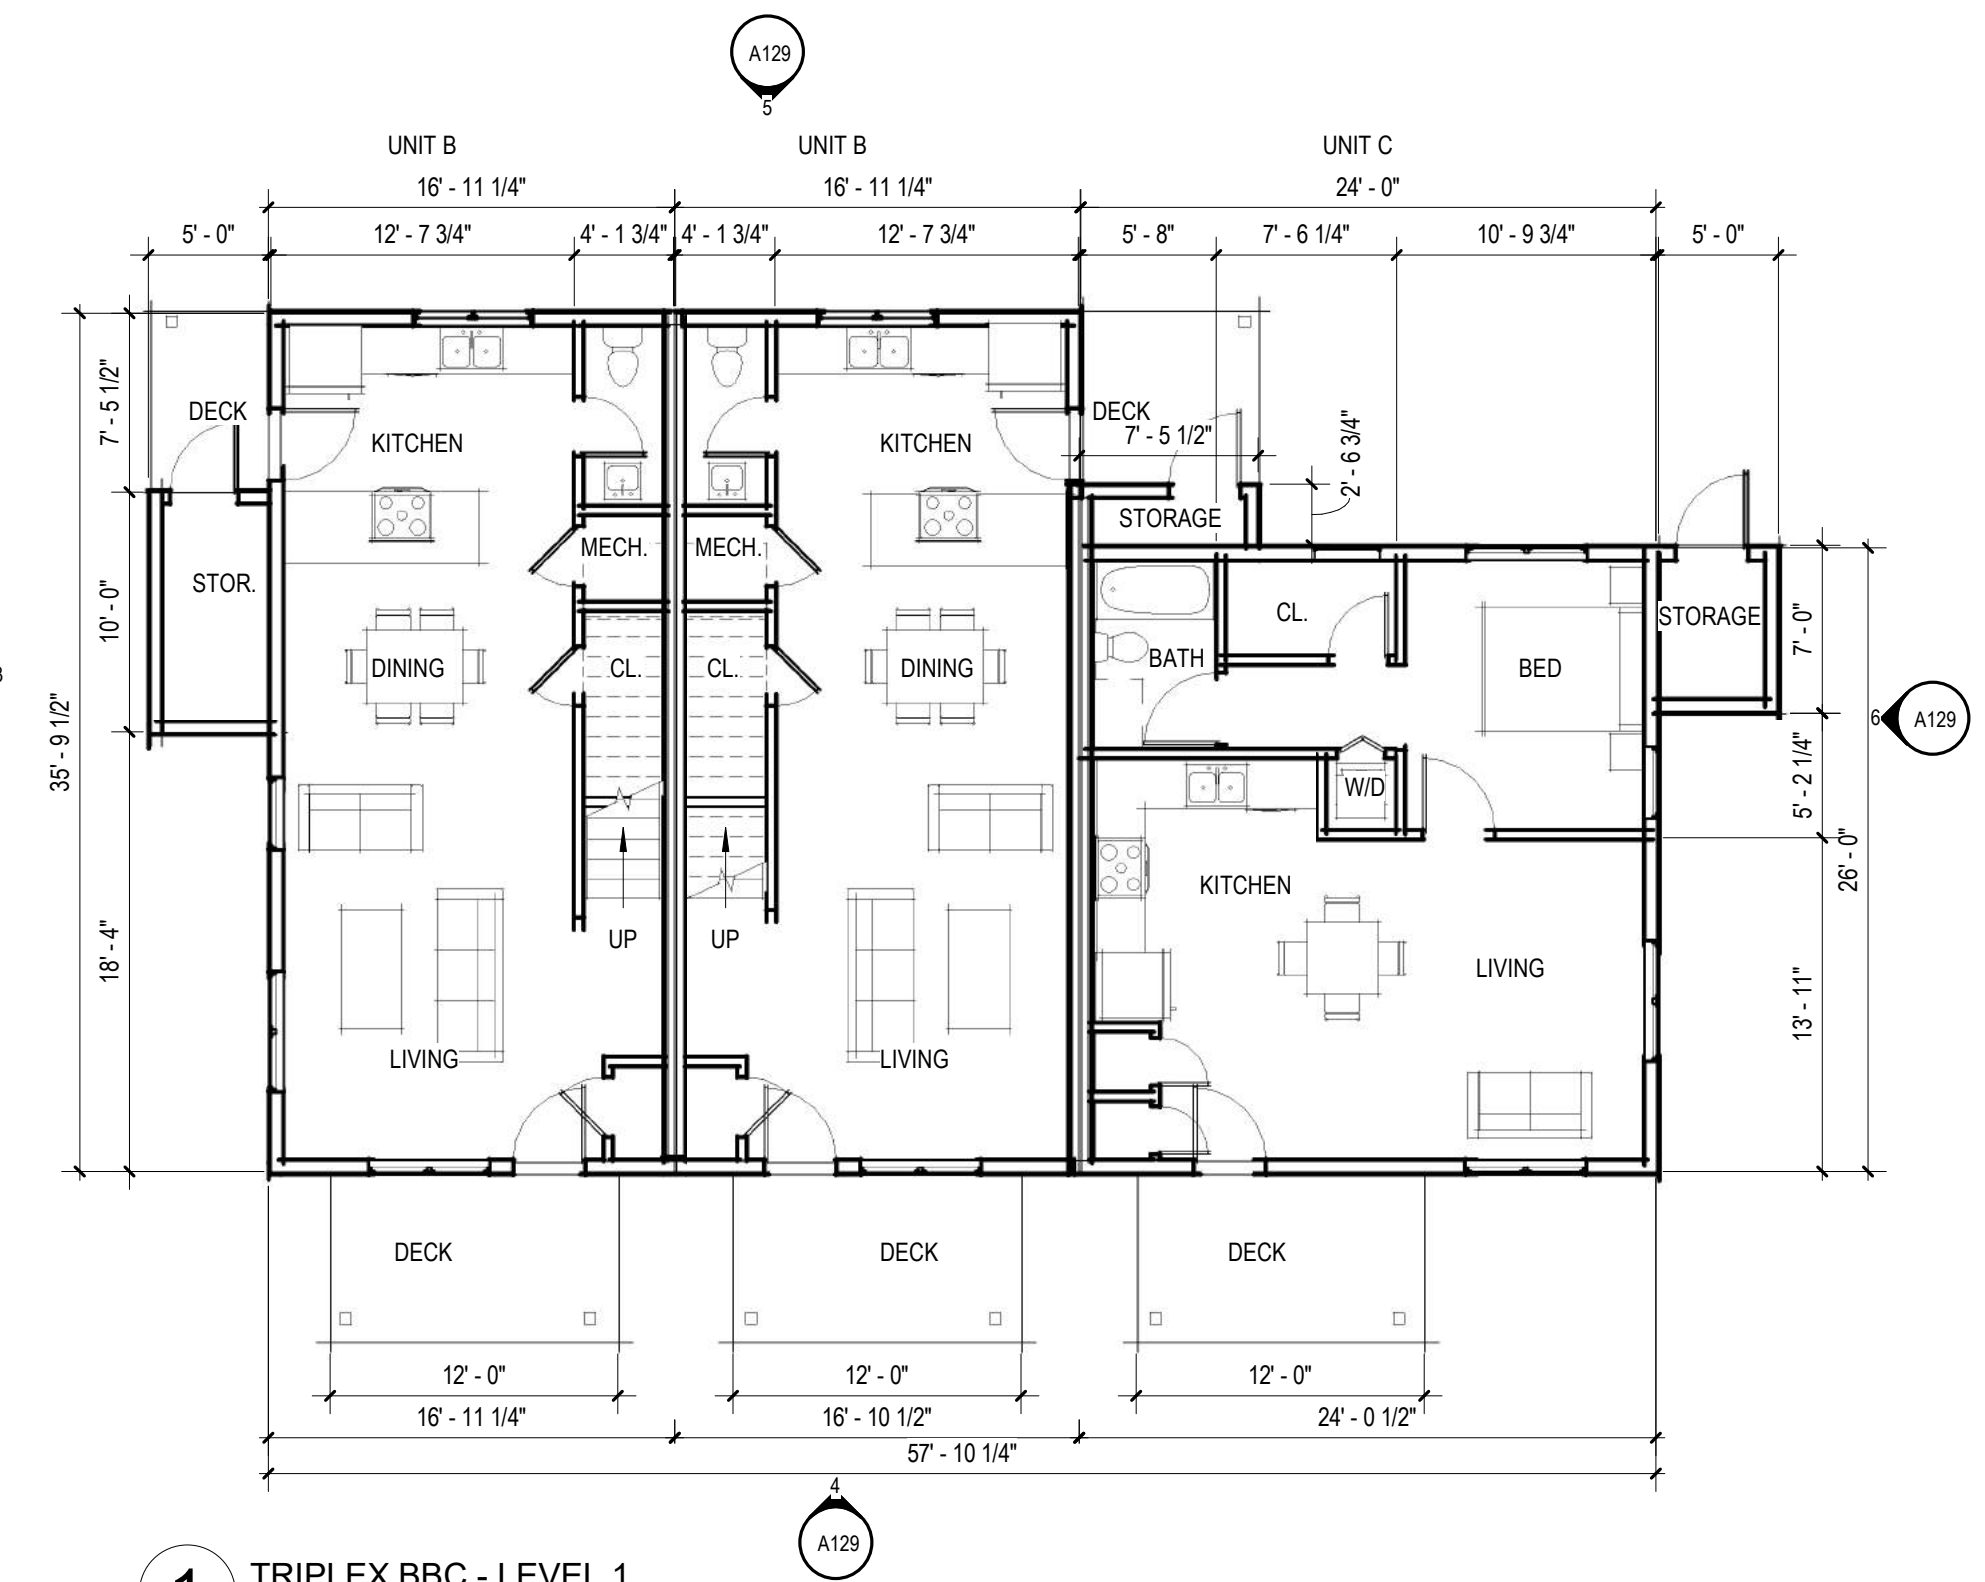 A129
5
UNIT B
UNIT B
UNIT C
16' - 11 1/4"
16' - 11 1/4"
24' - 0"
5' - 0"
12' - 7 3/4"
4' - 1 3/4"
4' - 1 3/4"
12' - 7 3/4"
5' - 8"
7' - 6 1/4"
10' - 9 3/4"
5' - 0"
7' - 5 1/2"
DECK
DECK
7' - 5 1/2"
2' - 6 3/4"
KITCHEN
KITCHEN
STORAGE
MECH.
MECH.
STOR.
10' - 0"
CL.
STORAGE
7' - 0"
DINING
CL.
CL.
DINING
BATH
BED
35' - 9 1/2"
6
A129
5' - 2 1/4"
W/D
26' - 0"
KITCHEN
18' - 4"
UP
UP
LIVING
13' - 11"
LIVING
LIVING
DECK
DECK
DECK
12' - 0"
12' - 0"
12' - 0"
16' - 11 1/4"
16' - 10 1/2"
24' - 0 1/2"
57' - 10 1/4"
4
A129
1
TRIPLEX BBC - LEVEL 1